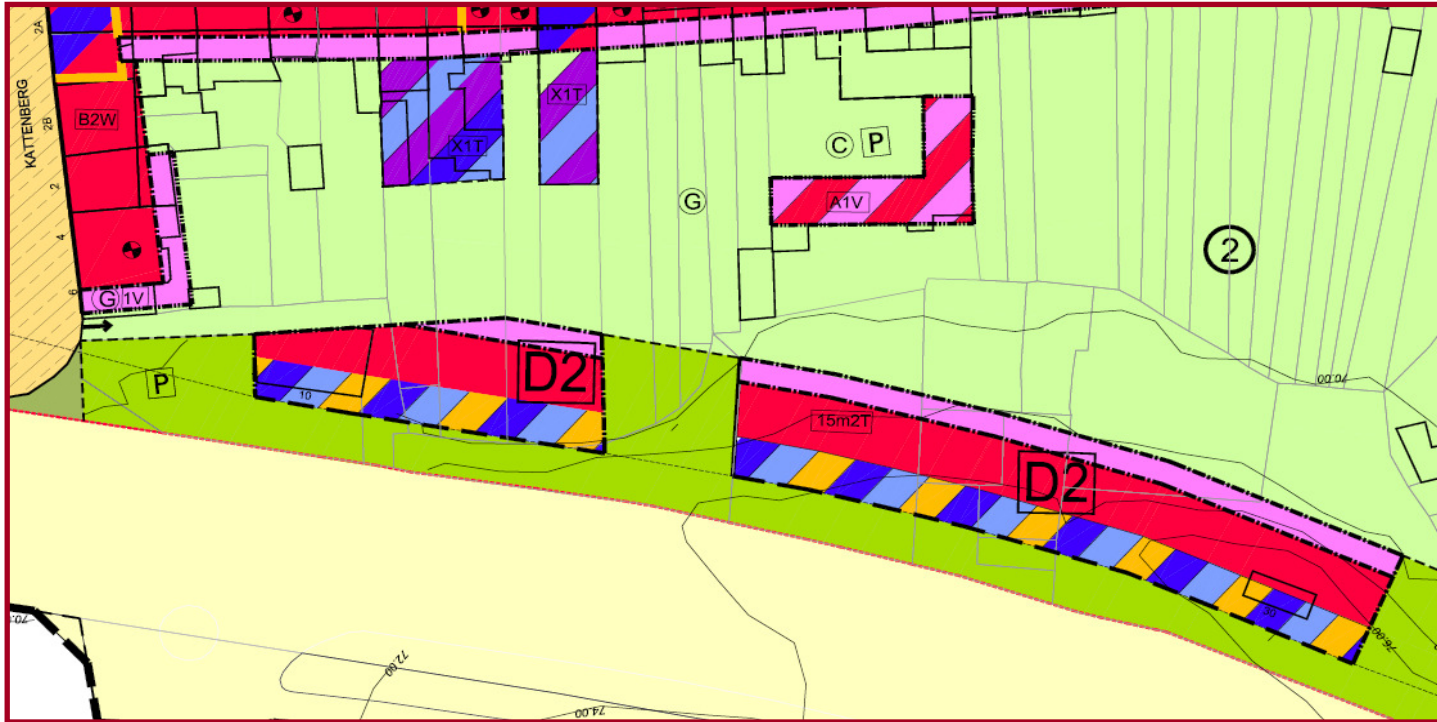 2A
KATTENBERG
B2W
2B
X1T
X1T
2
C P
A1V
G
4
2
6
G 1V
P
D2
10
70.00
15m2T
D2
30
76.00
72.00
74.00